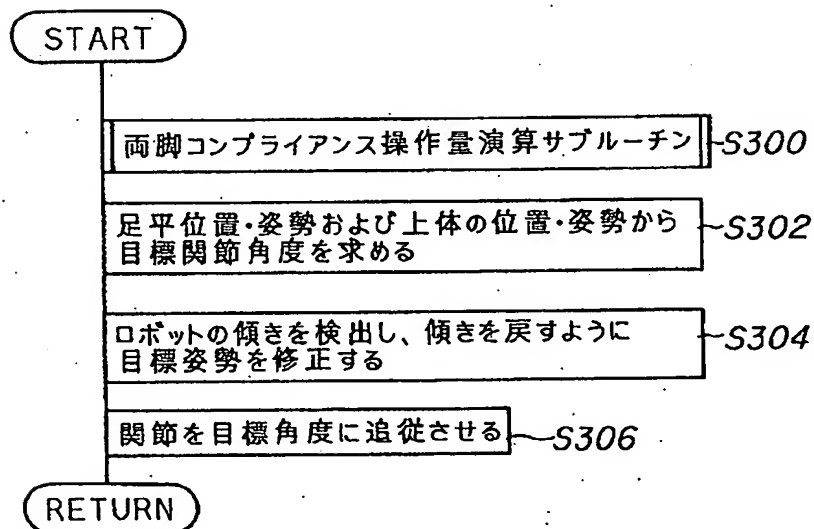 START
両脚コンプライアンス操作量演算サブルーチン
S300
足平位置・姿勢および上体の位置・姿勢から
目標関節角度を求める
S302
ロボットの傾きを検出し、傾きを戻すように
目標姿勢を修正する
S304
関節を目標角度に追従させる
S306
RETURN